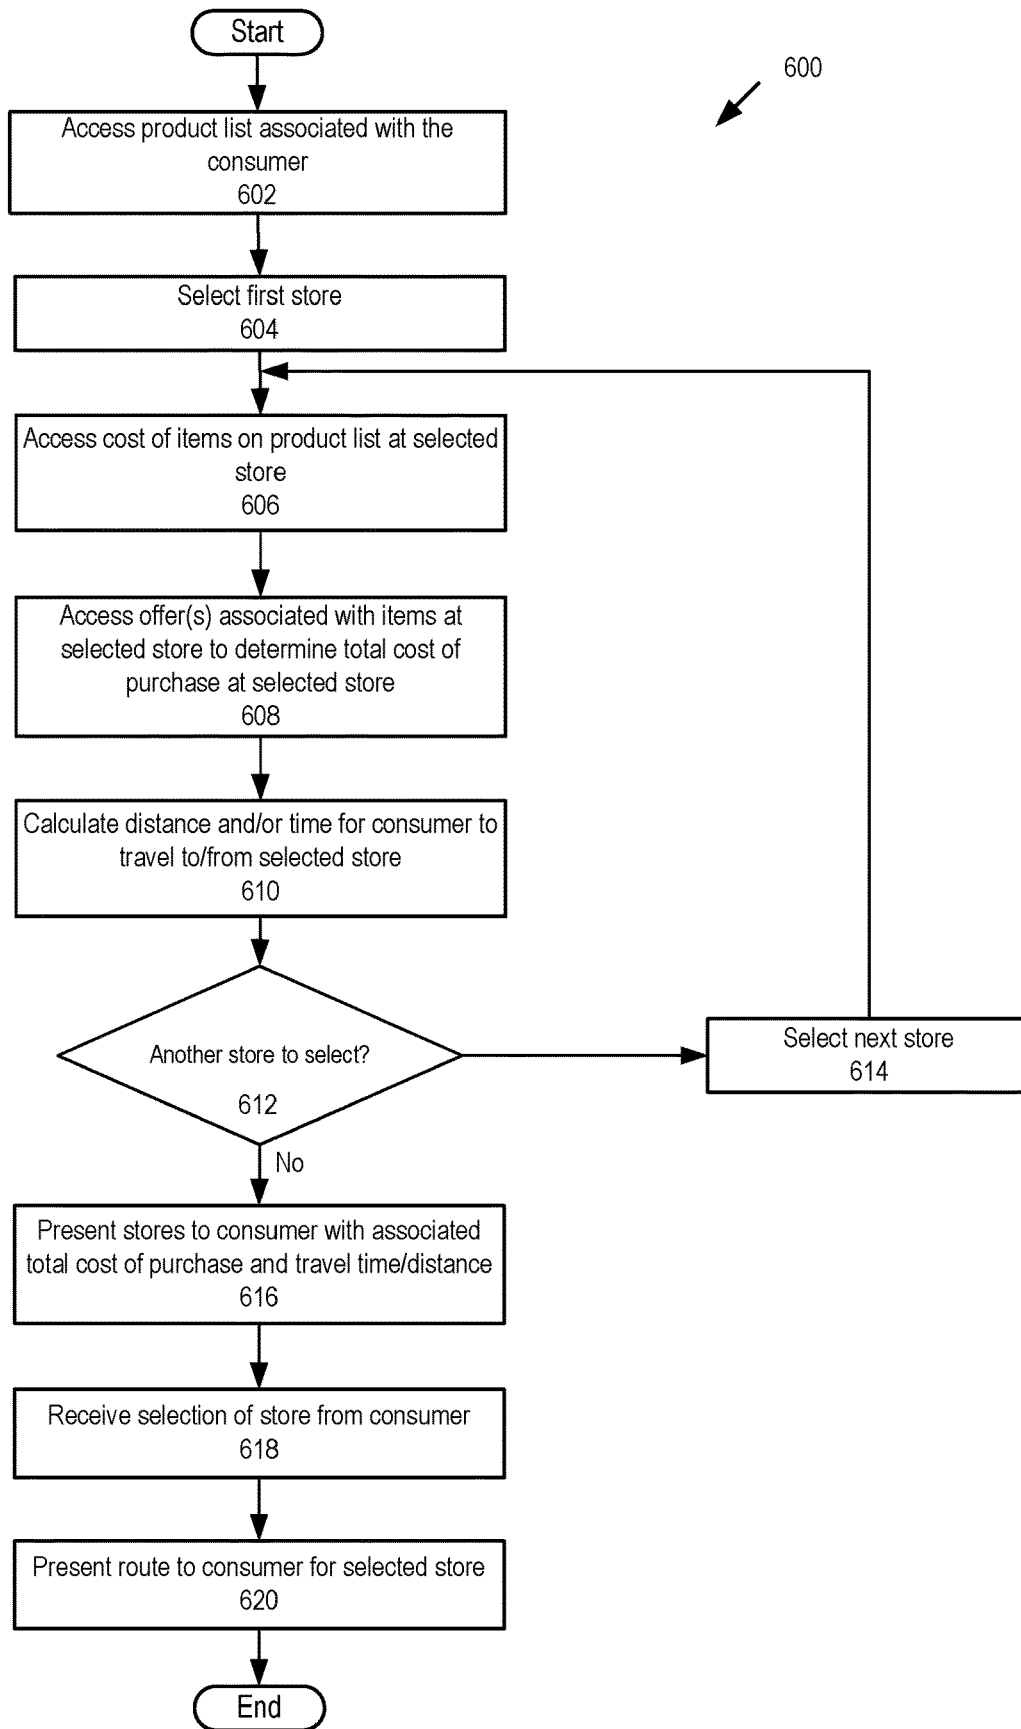 Start
600
Access product list associated with the
consumer
602
Select first store
604
Access cost of items on product list at selected
store
606
Access offer(s) associated with items at
selected store to determine total cost of
purchase at selected store
608
Calculate distance and/or time for consumer to
travel to/from selected store
610
Another store to select?
612
Select next store
614
No
Present stores to consumer with associated
total cost of purchase and travel time/distance
616
Receive selection of store from consumer
618
Present route to consumer for selected store
620
End